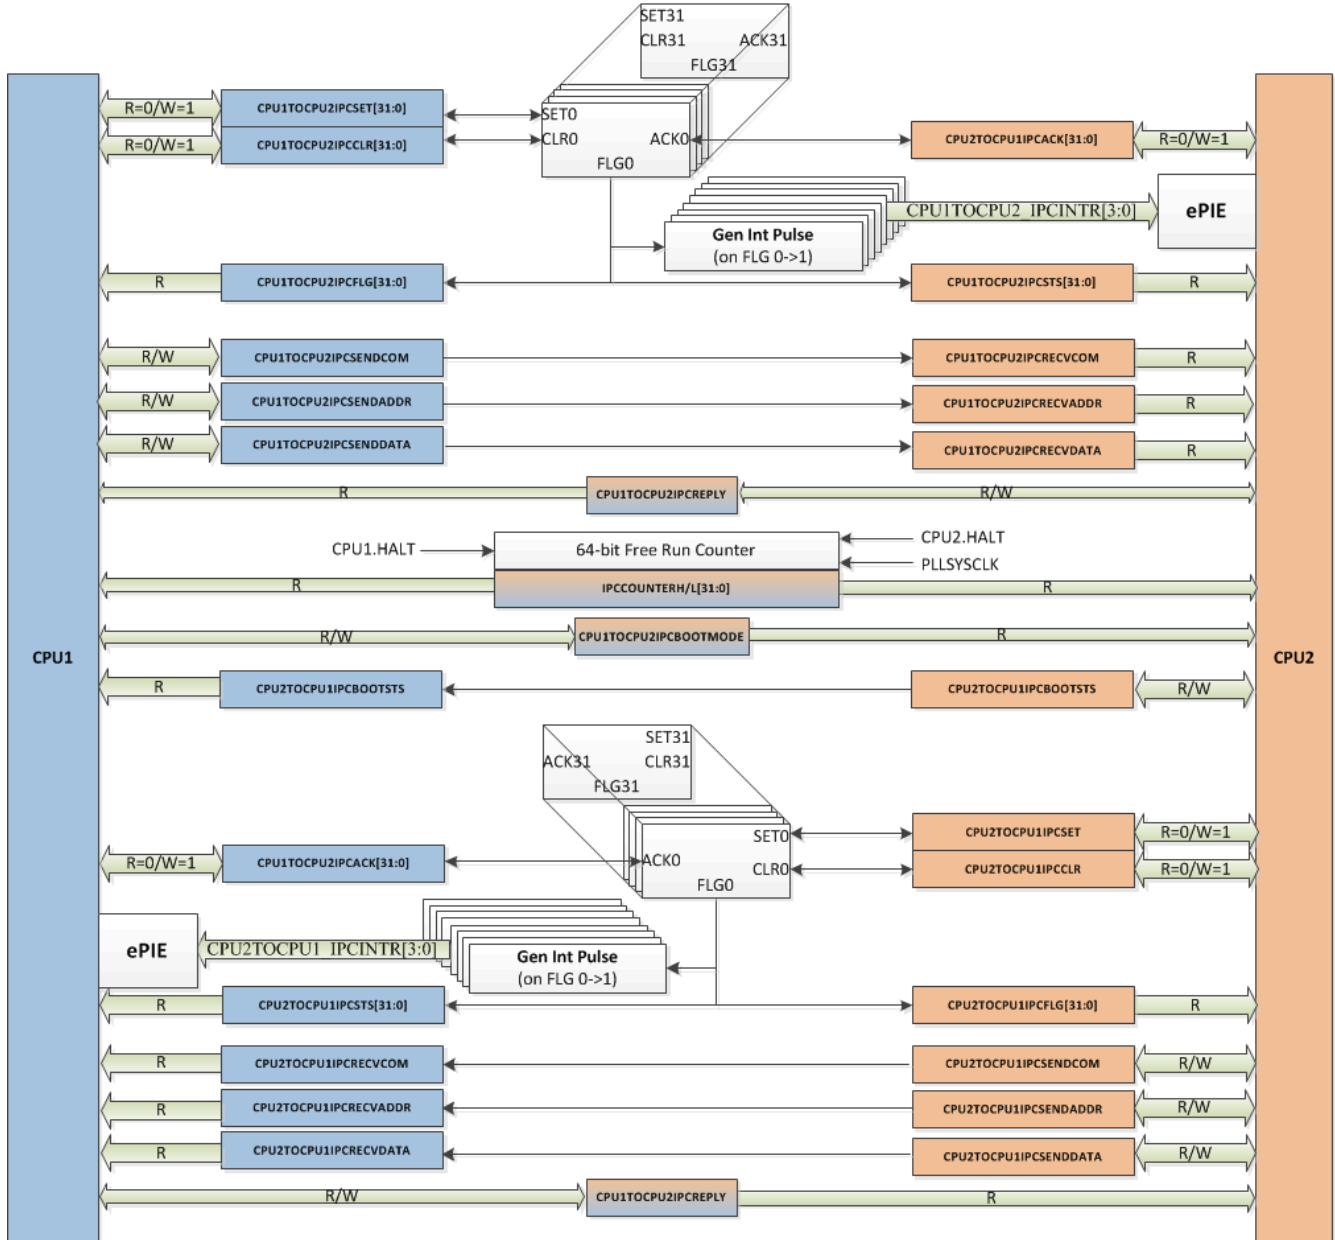 SET31
CLR31 ACK31
FLG31
R=0/W=1 CPU1TOCPU2IPCSET[31:0] SET0
R=0/W=1 CPU1TOCPU2IPCCLR[31:0] CLR0 ACK0 CPU2TOCPU1IPCACK[31:0] R=0/W=1
FLG0
CPU1TOCPU2_IPCINTR[3:0] ePIE
Gen Int Pulse
(on FLG 0->1)
R CPU1TOCPU2IPCFLG[31:0] CPU1TOCPU2IPCSTS[31:0] R
R/W CPU1TOCPU2IPCSENDCOM CPU1TOCPU2IPCRECVCOM R
R/W CPU1TOCPU2IPCSENDADDR CPU1TOCPU2IPCRECVADDR R
R/W CPU1TOCPU2IPCSENDDATA CPU1TOCPU2IPCRECVDATA R
R CPU1TOCPU2IPCREPLY R/W
CPU1.HALT 64-bit Free Run Counter CPU2.HALT
PLLSYSCLK
R IPCCOUNTERH/L[31:0] R
R/W CPU1TOCPU2IPCBOOTMODE R
CPU1 CPU2
R CPU2TOCPU1IPCBOOTSTS CPU2TOCPU1IPCBOOTSTS R/W
SET31
ACK31 CLR31
FLG31
SET0 CPU2TOCPU1IPCSET R=0/W=1
R=0/W=1 CPU1TOCPU2IPCACK[31:0] ACK0 CLR0 CPU2TOCPU1IPCCLR R=0/W=1
FLG0
ePIE CPU2TOCPU1_IPCINTR[3:0] Gen Int Pulse
(on FLG 0->1)
R CPU2TOCPU1IPCSTS[31:0] CPU2TOCPU1IPCFLG[31:0] R
R CPU2TOCPU1IPCRECVCOM CPU2TOCPU1IPCSENDCOM R/W
R CPU2TOCPU1IPCRECVADDR CPU2TOCPU1IPCSENDADDR R/W
R CPU2TOCPU1IPCRECVDATA CPU2TOCPU1IPCSENDDATA R/W
R/W CPU1TOCPU2IPCREPLY R